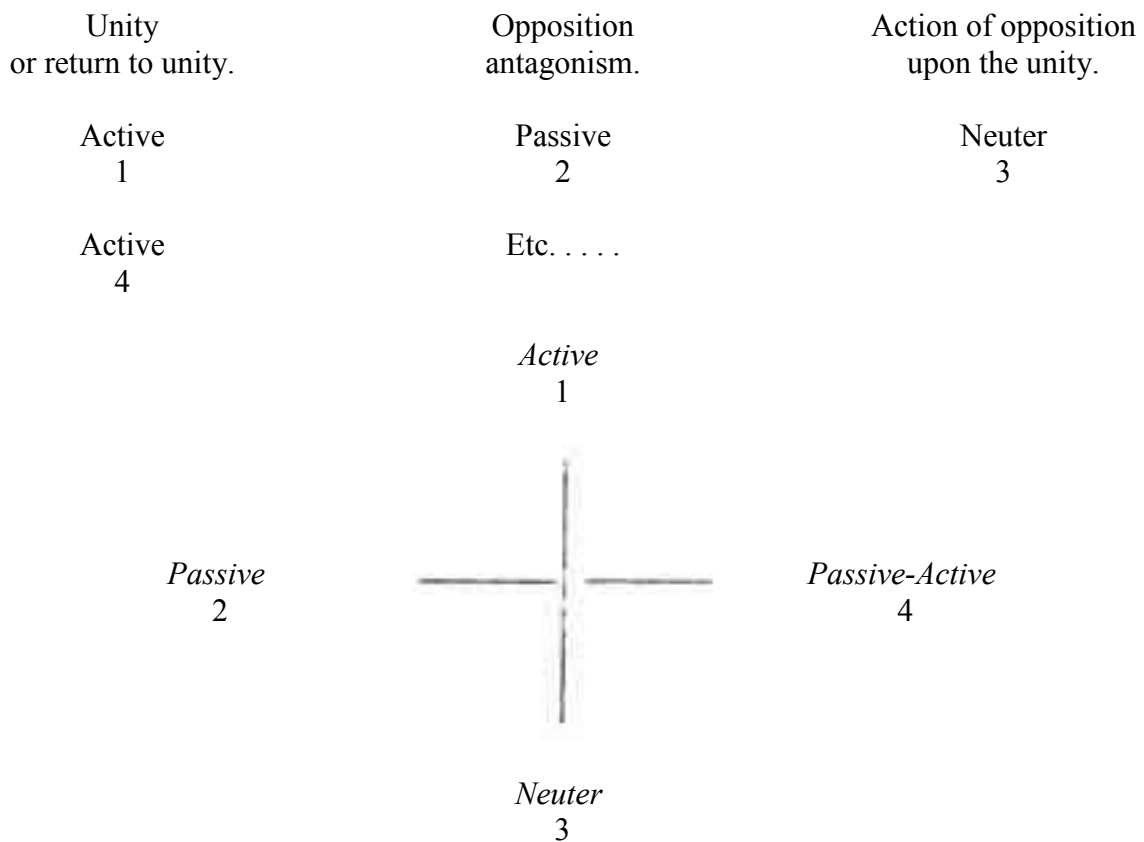 Unity Opposition Action of opposition
or return to unity. antagonism. upon the unity.
Active Passive Neuter
1 2 3
Active Etc. . . . .
4
Active
1
Passive Passive-Active
2 4
Neuter
3